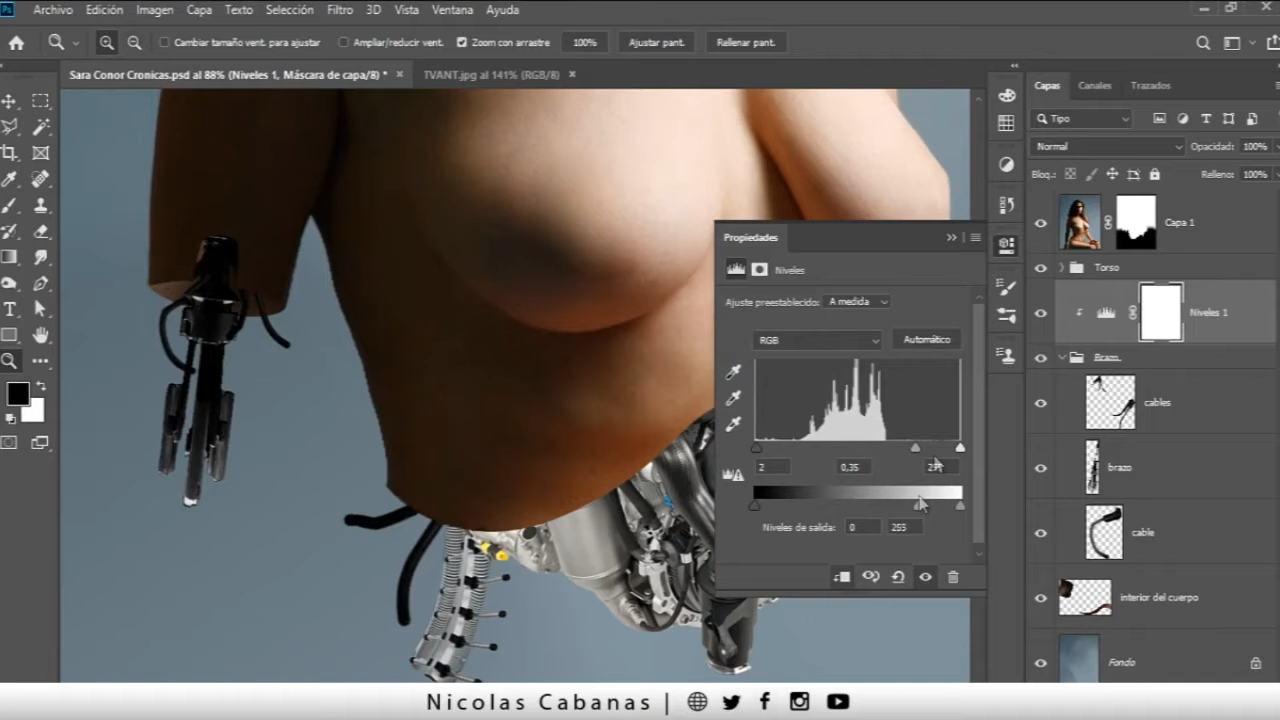 Ps Archivo Edición Imagen Capa Texto Selección Filtro 3D Vista Ventana Ayuda
Cambiar tamaño vent. para ajustar Ampliar/reducir vent. Zoom con arrastre 100% Ajustar pant. Rellenar pant.
Sara Conor Cronicas.psd al 88% (Niveles 1, Máscara de capa/8) * × TVANT.jpg al 141% (RGB/8) ×
Capas Canales Trazados
Tipo
Normal Opacidad: 100%
Bloq.: Relleno: 100%
Capa 1
Torso
Niveles 1
Brazo
cables
brazo
cable
interior del cuerpo
Fondo
Propiedades
Niveles
Ajuste preestablecido: A medida
RGB Automático
2 0,35
Niveles de salida: 0 255
Nicolas Cabanas |